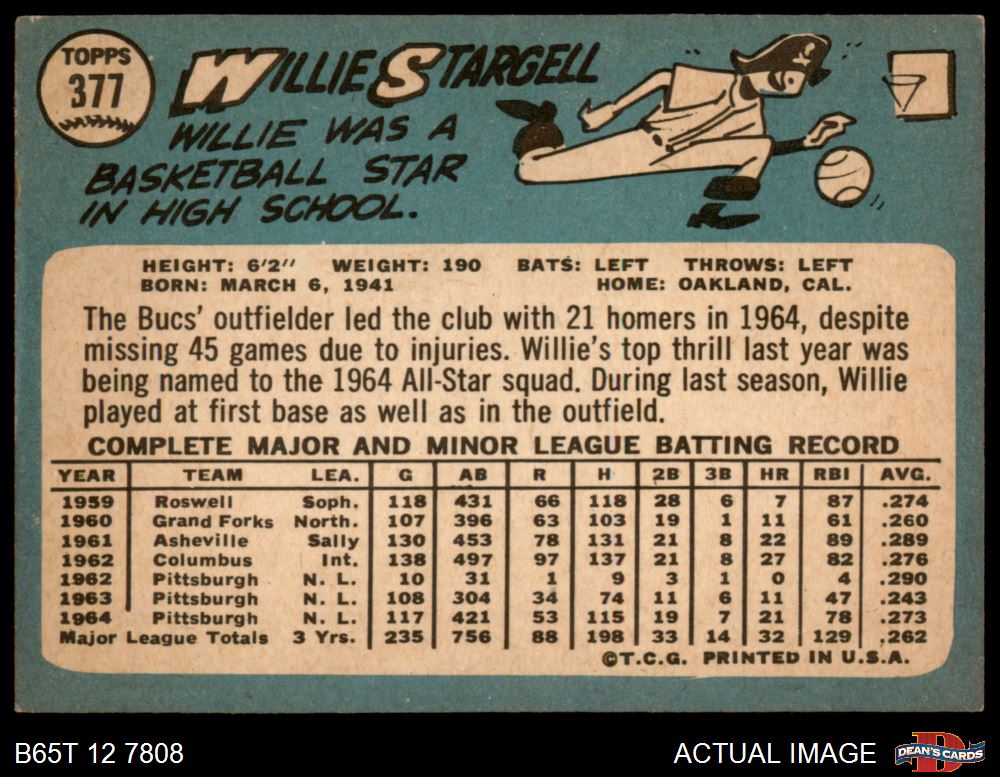 TOPPS
377
WILLIE STARGELL
WILLIE WAS A
BASKETBALL STAR
IN HIGH SCHOOL.
HEIGHT: 6'2" WEIGHT: 190 BATS: LEFT THROWS: LEFT
BORN: MARCH 6, 1941 HOME: OAKLAND, CAL.
The Bucs' outfielder led the club with 21 homers in 1964, despite
missing 45 games due to injuries. Willie's top thrill last year was
being named to the 1964 All-Star squad. During last season, Willie
played at first base as well as in the outfield.
COMPLETE MAJOR AND MINOR LEAGUE BATTING RECORD
YEAR TEAM LEA. G AB R H 2B 3B HR RBI AVG.
1959 Roswell Soph. 118 431 66 118 28 6 7 87 .274
1960 Grand Forks North. 107 396 63 103 19 1 11 61 .260
1961 Asheville Sally 130 453 78 131 21 8 22 89 .289
1962 Columbus Int. 138 497 97 137 21 8 27 82 .276
1962 Pittsburgh N. L. 10 31 1 9 3 1 0 4 .290
1963 Pittsburgh N. L. 108 304 34 74 11 6 11 47 .243
1964 Pittsburgh N. L. 117 421 53 115 19 7 21 78 .273
Major League Totals 3 Yrs. 235 756 88 198 33 14 32 129 .262
©T.C.G. PRINTED IN U.S.A.
B65T 12 7808 ACTUAL IMAGE DEAN'S CARDS